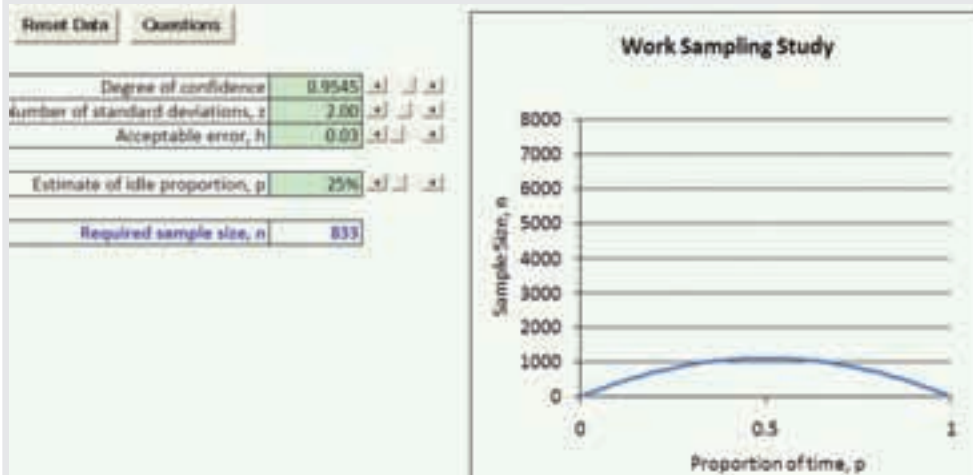 Reset Data Questions
Degree of confidence 0.9545
Number of standard deviations, z 2.00
Acceptable error, h 0.03
Estimate of idle proportion, p 25%
Required sample size, n 833
Work Sampling Study
Sample Size, n
8000
7000
6000
5000
4000
3000
2000
1000
0
0 0.5 1
Proportion of time, p